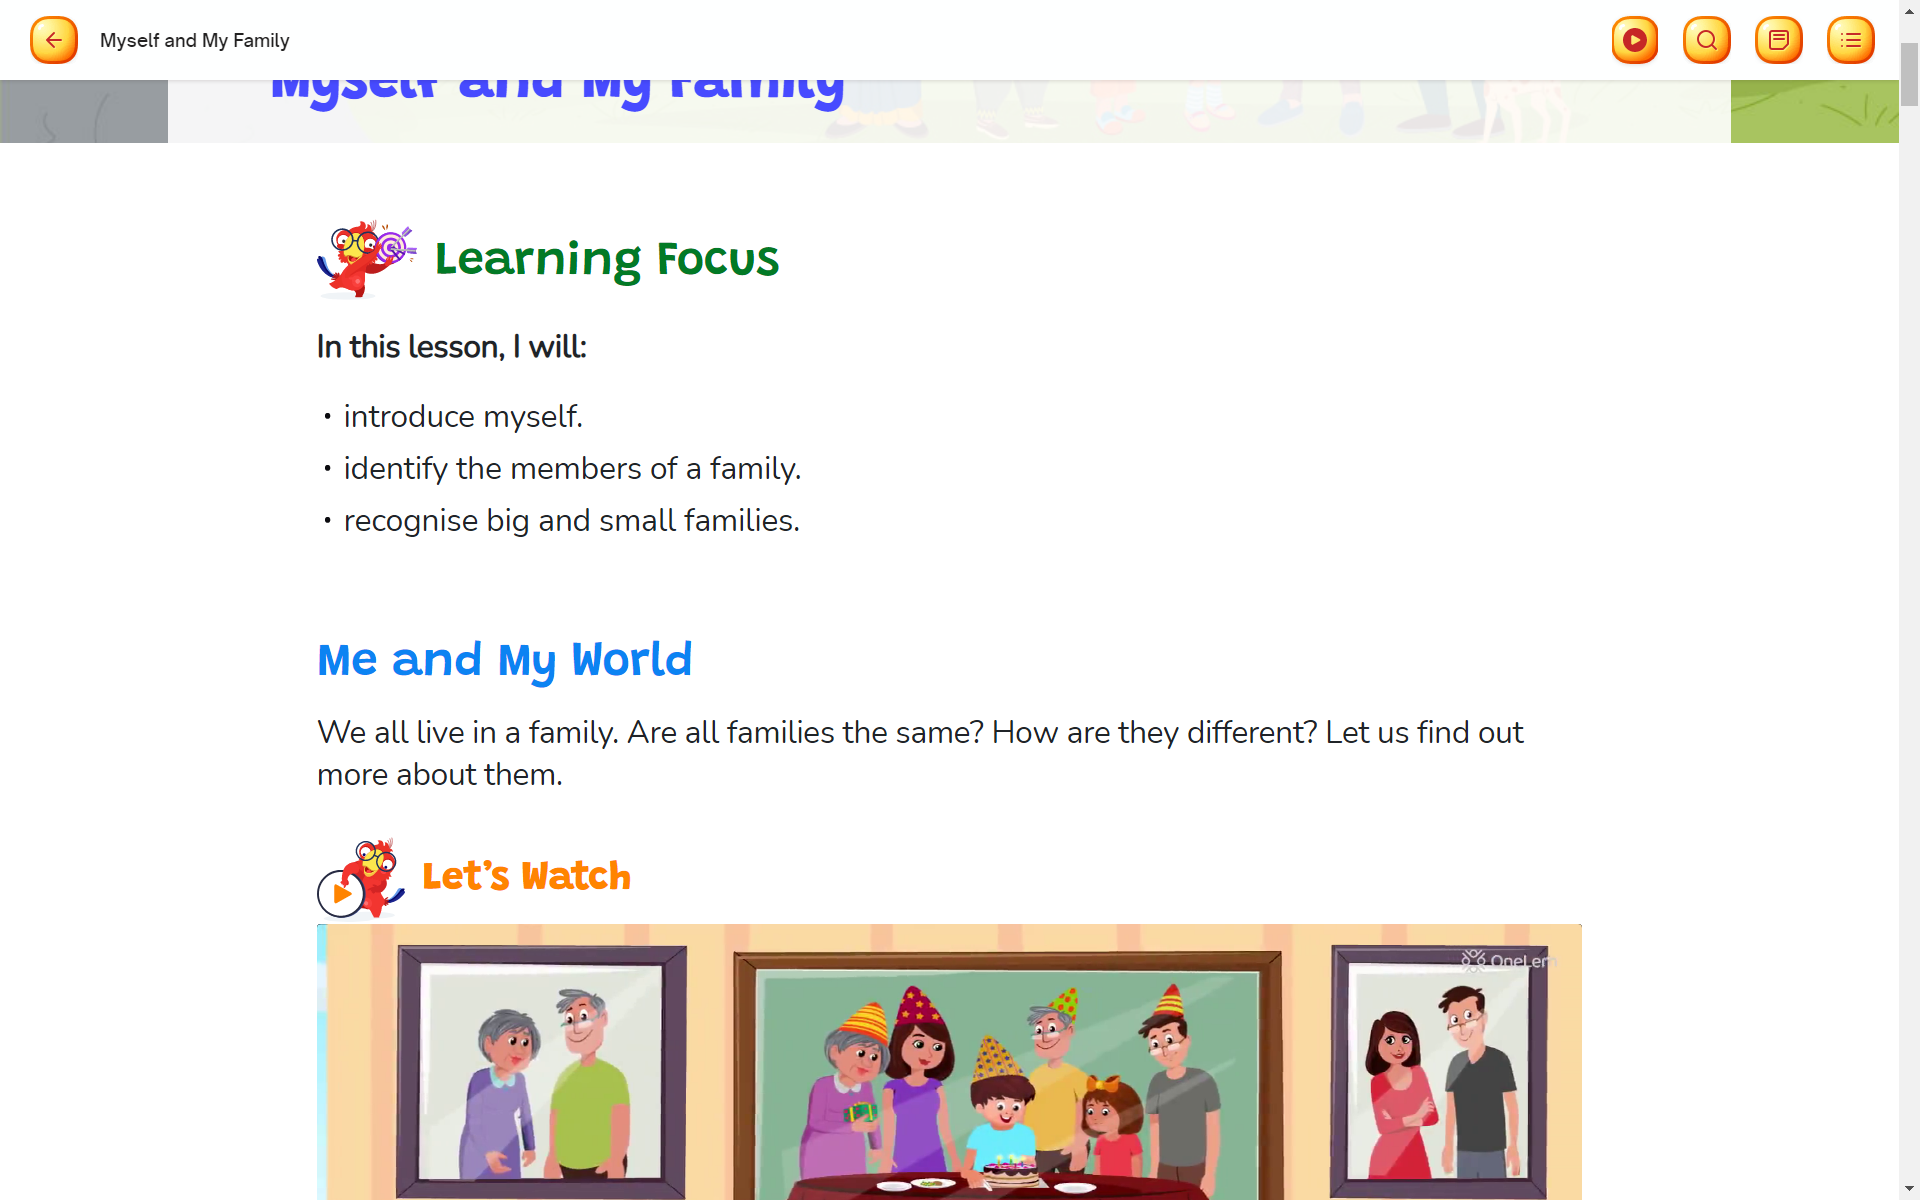 Myself and My Family
Myself and My Family
Learning Focus
In this lesson, I will:
• introduce myself.
• identify the members of a family.
• recognise big and small families.
Me and My World
We all live in a family. Are all families the same? How are they different? Let us find out
more about them.
Let's Watch
OneLern